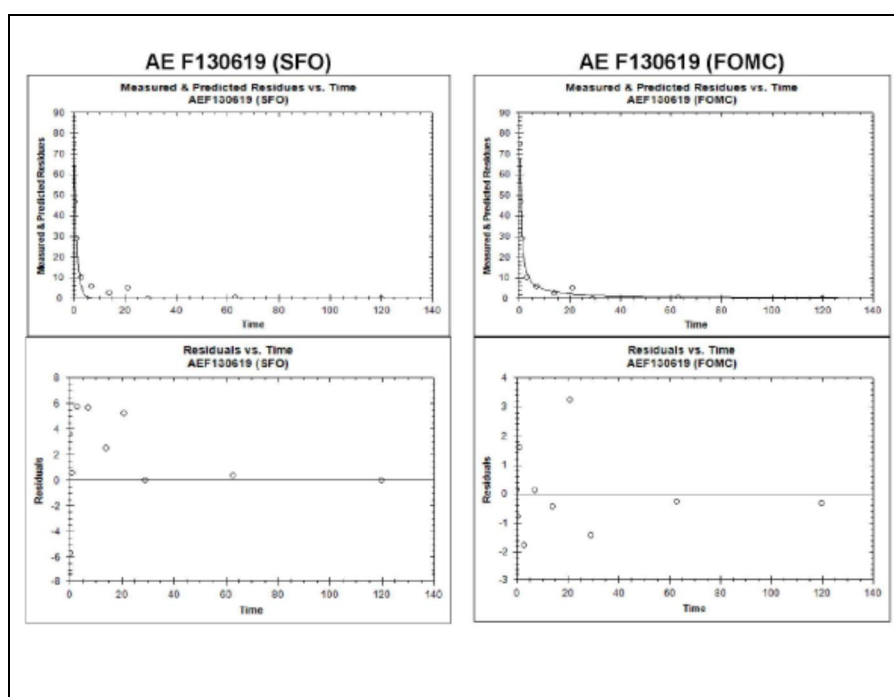 AE F130619 (SFO)
Measured & Predicted Residues vs. Time
AEF130619 (SFO)
Measured & Predicted Residues
90
80
70
60
50
40
30
20
10
0
0 20 40 60 80 100 120 140
Time
Residuals vs. Time
AEF130619 (SFO)
Residuals
8
6
4
2
0
-2
-4
-6
-8
0 20 40 60 80 100 120 140
Time
AE F130619 (FOMC)
Measured & Predicted Residues vs. Time
AEF130619 (FOMC)
Measured & Predicted Residues
90
80
70
60
50
40
30
20
10
0
0 20 40 60 80 100 120 140
Time
Residuals vs. Time
AEF130619 (FOMC)
Residuals
4
3
2
1
0
-1
-2
-3
0 20 40 60 80 100 120 140
Time